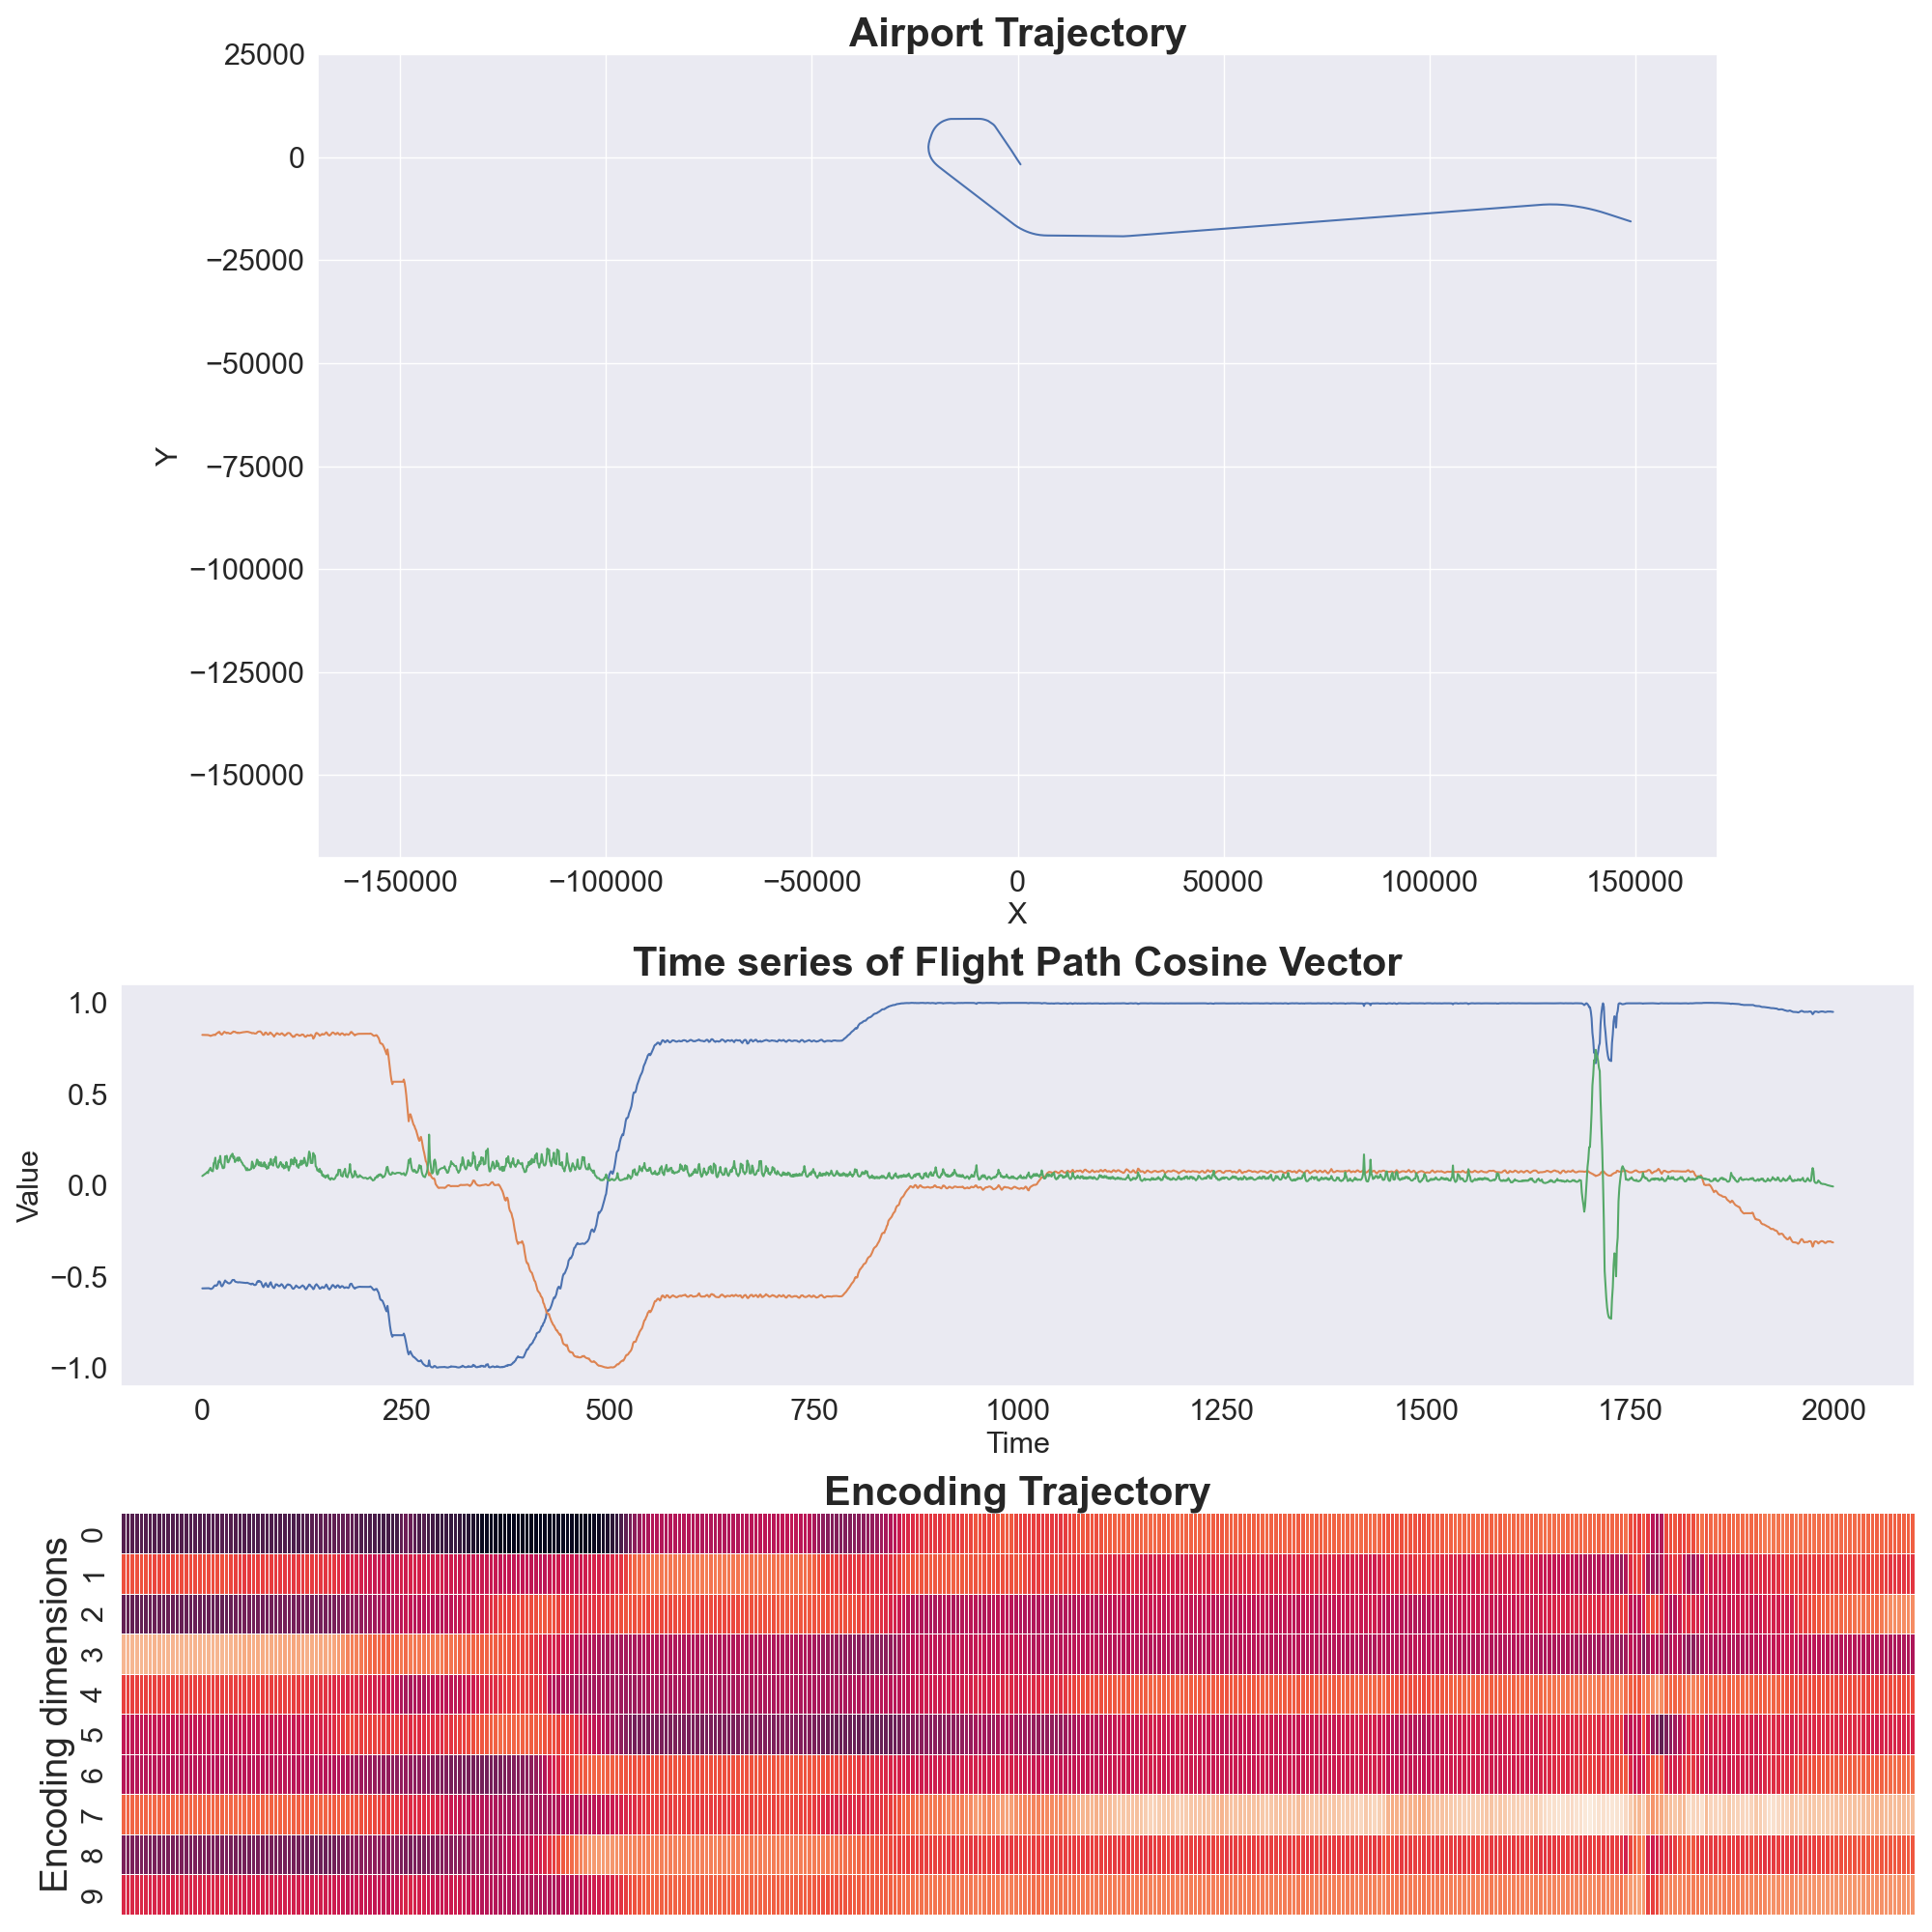 Airport Trajectory
25000
0
−25000
−50000
−75000
−100000
−125000
−150000
Y
−150000 −100000 −50000 0 50000 100000 150000
X
Time series of Flight Path Cosine Vector
1.0
0.5
0.0
−0.5
−1.0
Value
0 250 500 750 1000 1250 1500 1750 2000
Time
Encoding Trajectory
Encoding dimensions
0
1
2
3
4
5
6
7
8
9